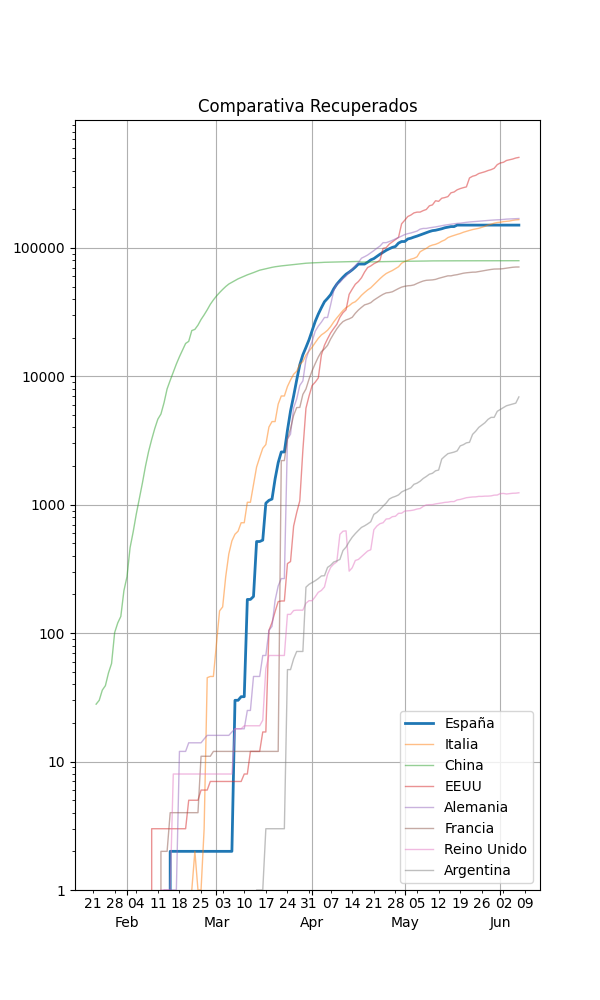 Comparativa Recuperados
100000
10000
1000
100
10
1
España
Italia
China
EEUU
Alemania
Francia
Reino Unido
Argentina
21 28 04 11 18 25 03 10 17 24 31 07 14 21 28 05 12 19 26 02 09
Feb Mar Apr May Jun